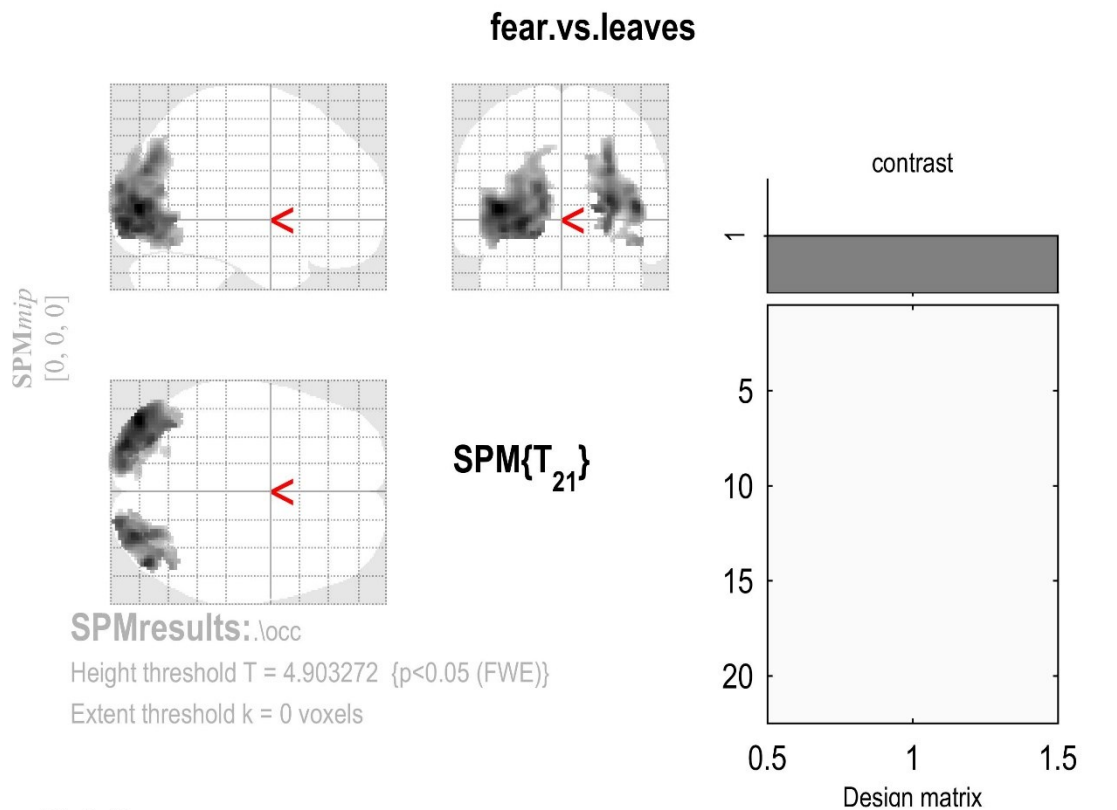 fear.vs.leaves
SPMmip
[0, 0, 0]
<
<
<
SPM{T21}
SPMresults:.\occ
Height threshold T = 4.903272 {p<0.05 (FWE)}
Extent threshold k = 0 voxels
contrast
1
5
10
15
20
0.5 1 1.5
Design matrix